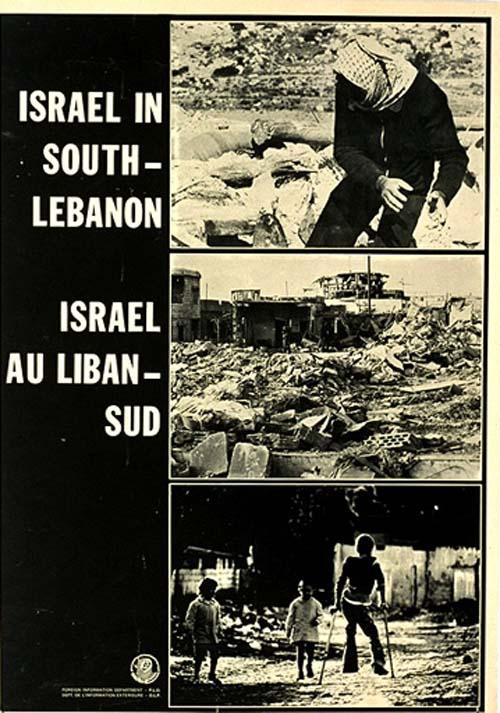 ISRAEL IN
SOUTH–
LEBANON
ISRAEL
AU LIBAN–
SUD
FOREIGN INFORMATION DEPARTMENT – P.L.O.
DEPT. DE L'INFORMATION EXTERIEURE – O.L.P.